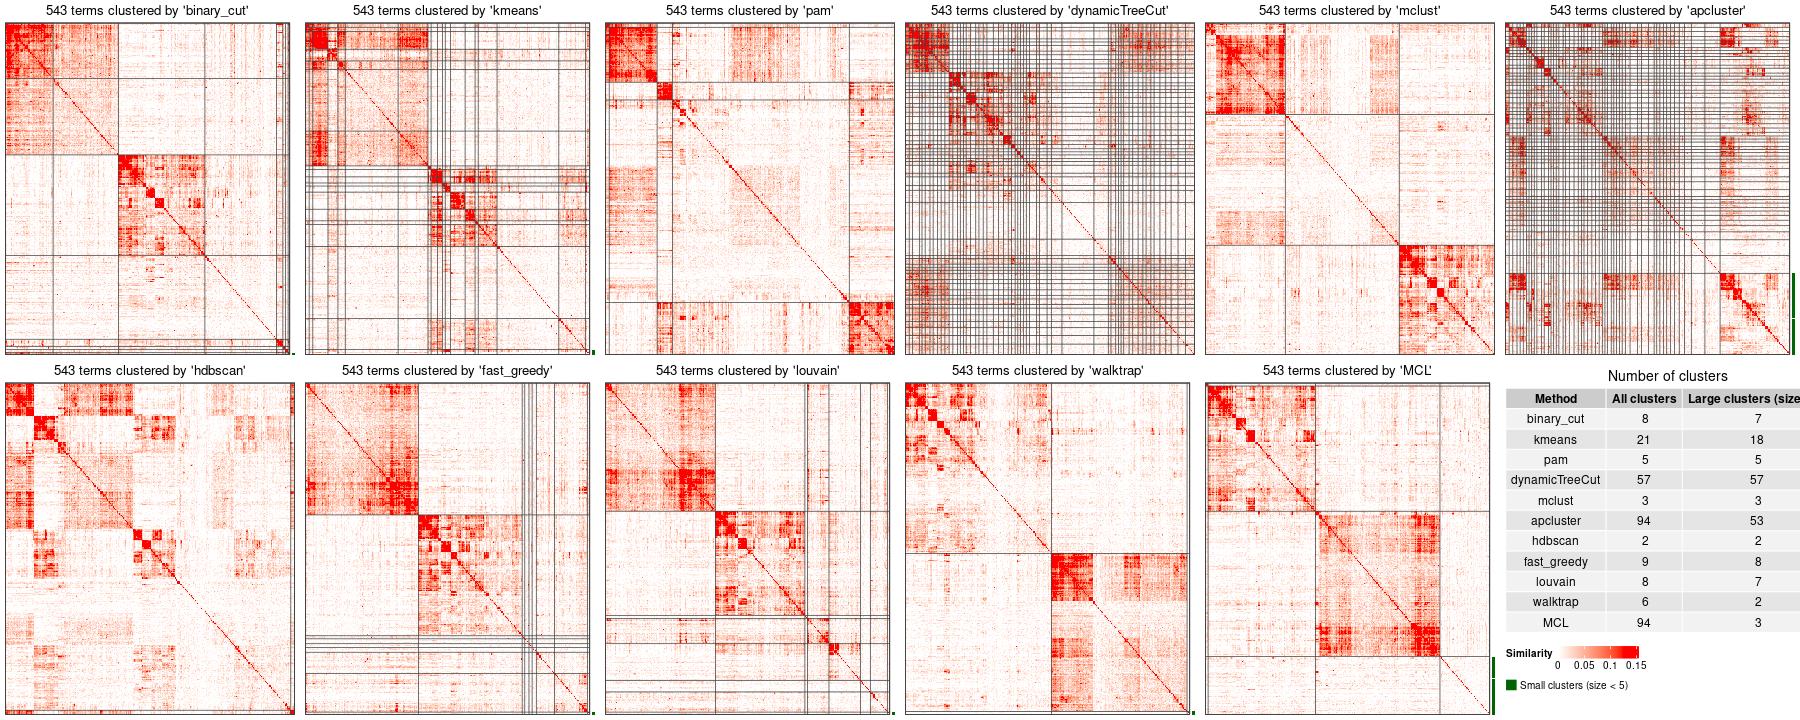 543 terms clustered by 'binary_cut'
543 terms clustered by 'kmeans'
543 terms clustered by 'pam'
543 terms clustered by 'dynamicTreeCut'
543 terms clustered by 'mclust'
543 terms clustered by 'apcluster'
543 terms clustered by 'hdbscan'
543 terms clustered by 'fast_greedy'
543 terms clustered by 'louvain'
543 terms clustered by 'walktrap'
543 terms clustered by 'MCL'
Number of clusters
Method All clusters Large clusters (size
binary_cut 8 7
kmeans 21 18
pam 5 5
dynamicTreeCut 57 57
mclust 3 3
apcluster 94 53
hdbscan 2 2
fast_greedy 9 8
louvain 8 7
walktrap 6 2
MCL 94 3
Similarity
0 0.05 0.1 0.15
Small clusters (size < 5)